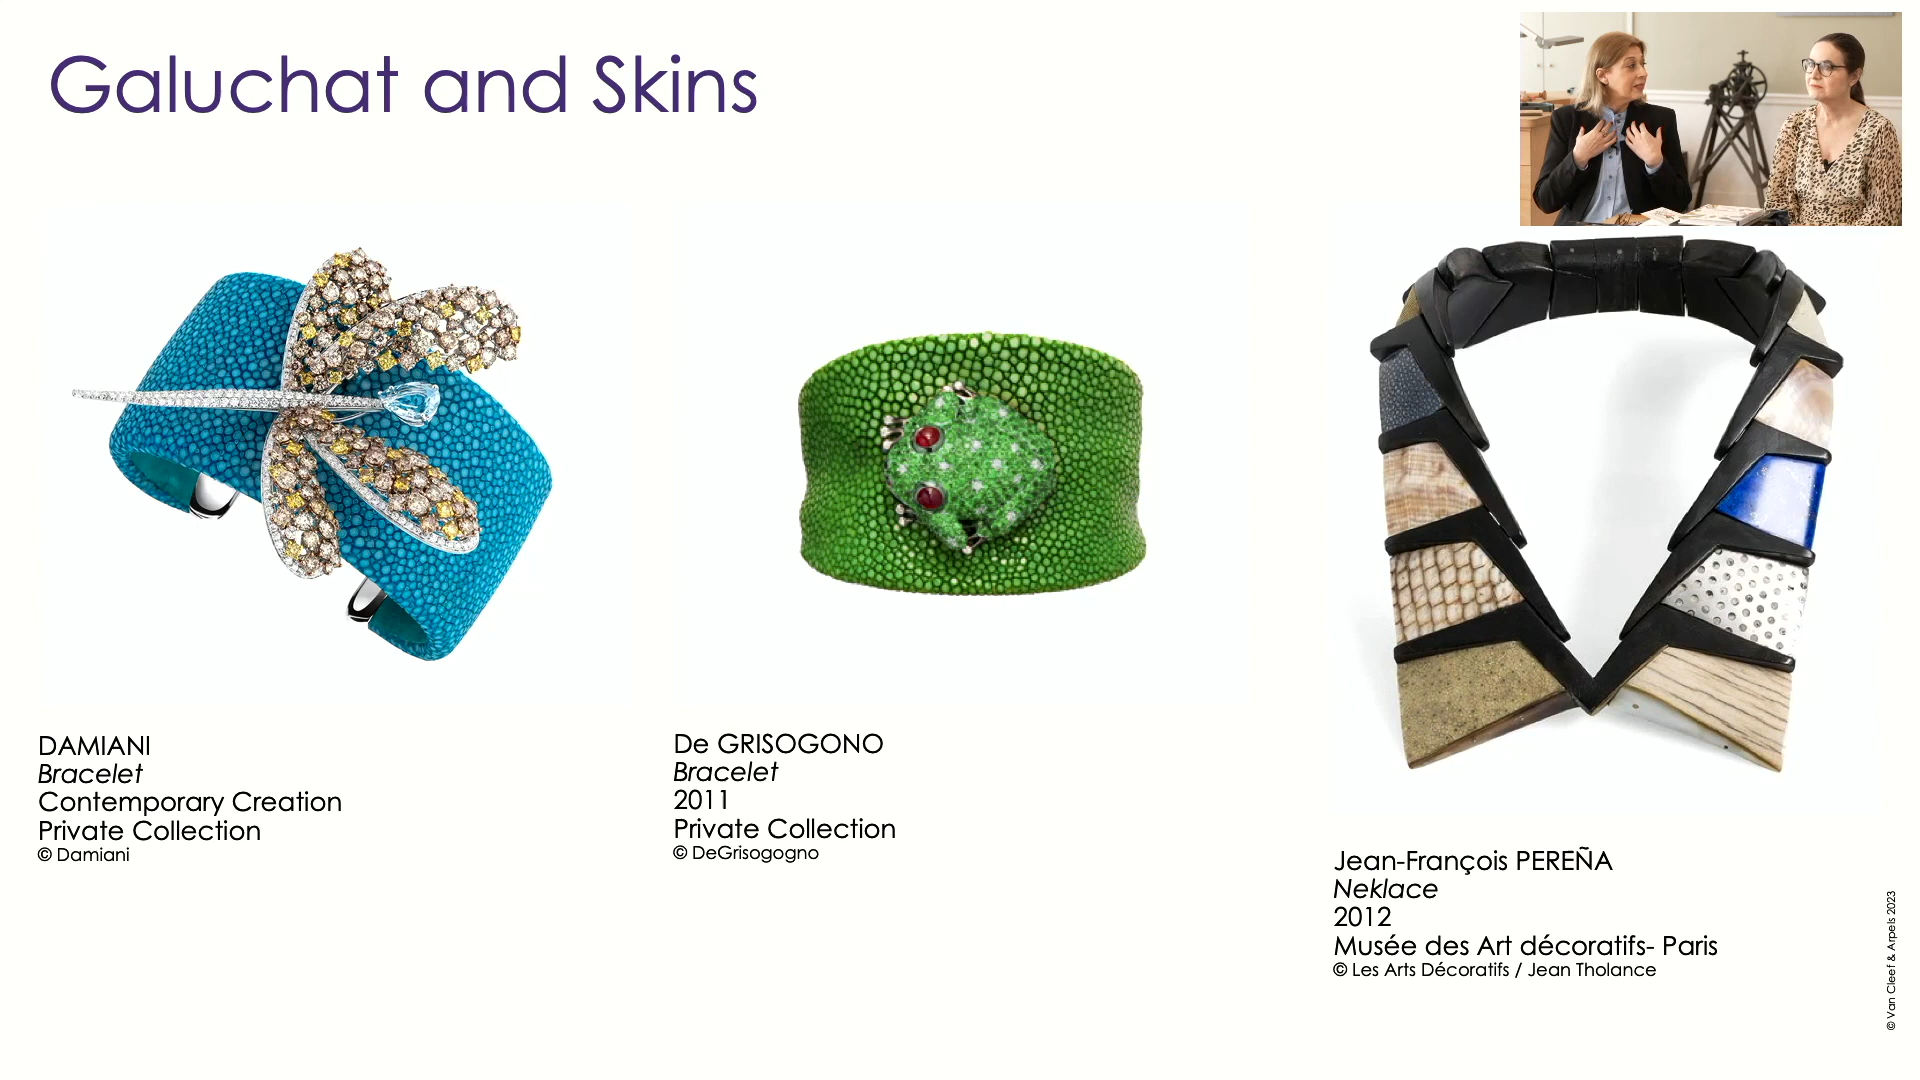 Galuchat and Skins
DAMIANI
Bracelet
Contemporary Creation
Private Collection
© Damiani
De GRISOGONO
Bracelet
2011
Private Collection
© DeGrisogogno
Jean-François PEREÑA
Neklace
2012
Musée des Art décoratifs- Paris
© Les Arts Décoratifs / Jean Tholance
© Van Cleef & Arpels 2023